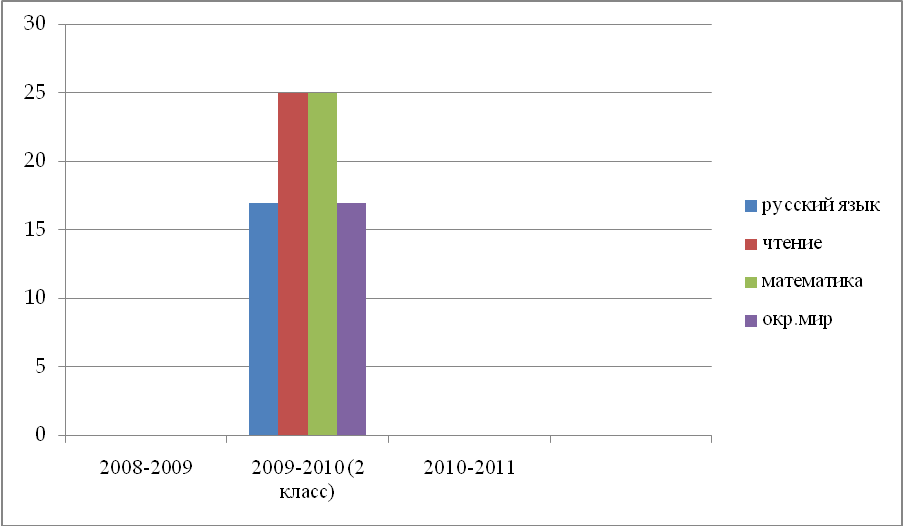 30
25
20
15
10
5
0
2008-2009
2009-2010 (2
класс)
2010-2011
русский язык
чтение
математика
окр.мир